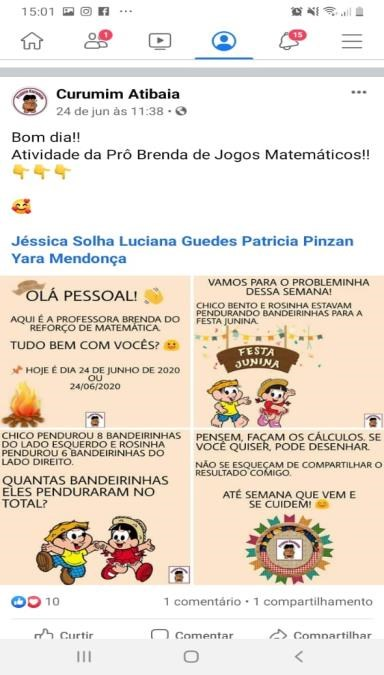 15:01
1
15
Curumim Atibaia
24 de jun às 11:38
Bom dia!!
Atividade da Prô Brenda de Jogos Matemáticos!!
Jéssica Solha Luciana Guedes Patricia Pinzan
Yara Mendonça
OLÁ PESSOAL!
AQUI É A PROFESSORA BRENDA DO
REFORÇO DE MATEMÁTICA.
TUDO BEM COM VOCÊS?
HOJE É DIA 24 DE JUNHO DE 2020
OU
24/06/2020
VAMOS PARA O PROBLEMINHA
DESSA SEMANA!
CHICO BENTO E ROSINHA ESTAVAM
PENDURANDO BANDEIRINHAS PARA A
FESTA JUNINA.
FESTA
JUNINA
CHICO PENDUROU 8 BANDEIRINHAS
DO LADO ESQUERDO E ROSINHA
PENDUROU 6 BANDEIRINHAS DO
LADO DIREITO.
QUANTAS BANDEIRINHAS
ELES PENDURARAM NO
TOTAL?
PENSEM, FAÇAM OS CÁLCULOS. SE
VOCÊ QUISER, PODE DESENHAR.
NÃO SE ESQUEÇAM DE COMPARTILHAR O
RESULTADO COMIGO.
ATÉ SEMANA QUE VEM E
SE CUIDEM!
10
1 comentário • 1 compartilhamento
Curtir
Comentar
Compartilhar